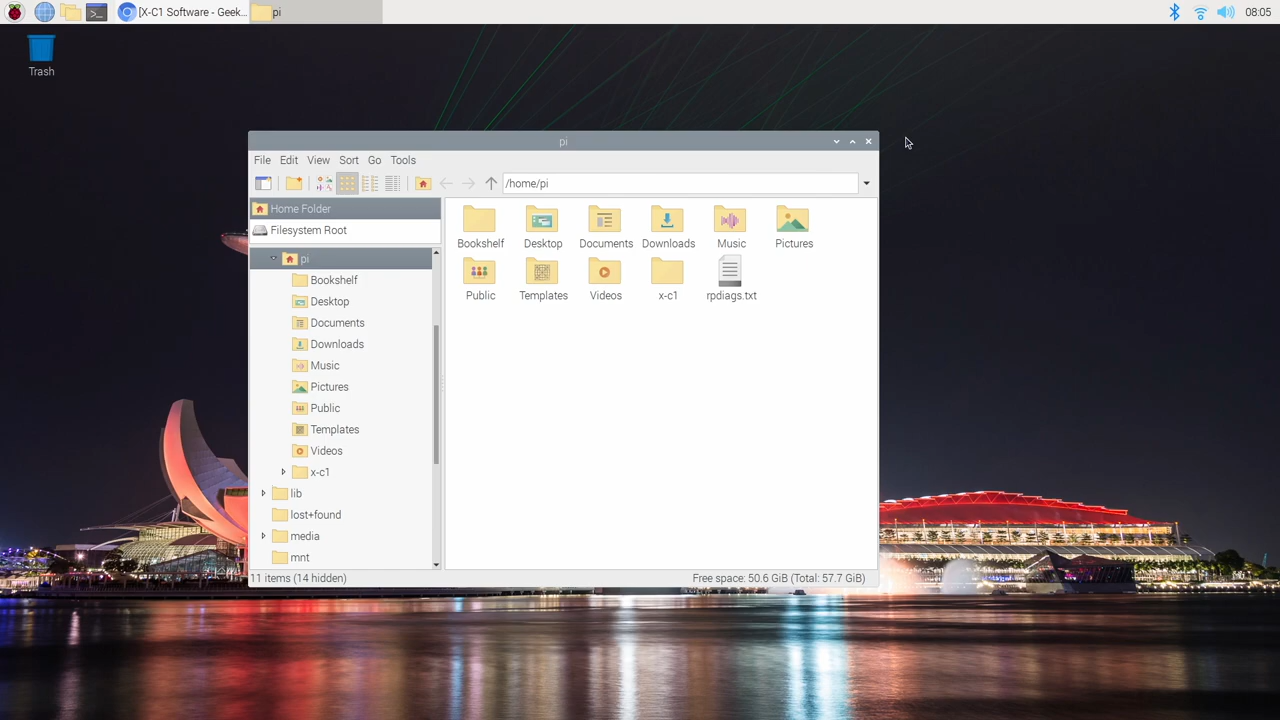 [X-C1 Software - Geek... pi 08:05
Trash
pi
File Edit View Sort Go Tools
/home/pi
Home Folder
Filesystem Root
pi
Bookshelf
Desktop
Documents
Downloads
Music
Pictures
Public
Templates
Videos
x-c1
lib
lost+found
media
mnt
Bookshelf Desktop Documents Downloads Music Pictures
Public Templates Videos x-c1 rpdiags.txt
11 items (14 hidden) Free space: 50.6 GiB (Total: 57.7 GiB)